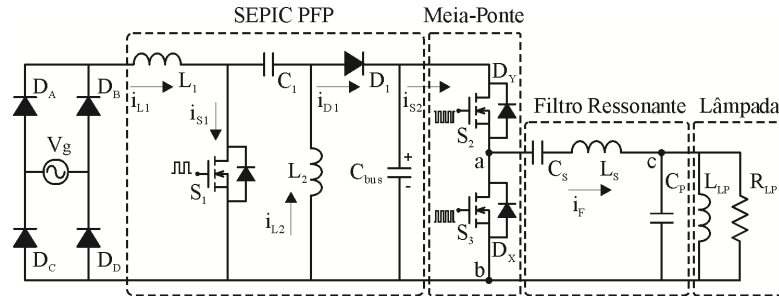 SEPIC PFP
Meia-Ponte
Filtro Ressonante
Lâmpada
D_A
D_B
V_g
D_C
D_D
L_1
i_L1
i_S1
S_1
C_1
i_D1
D_1
L_2
i_L2
C_bus
+
-
i_S2
D_Y
S_2
a
S_3
D_X
b
C_S
L_S
i_F
c
C_P
L_LP
R_LP